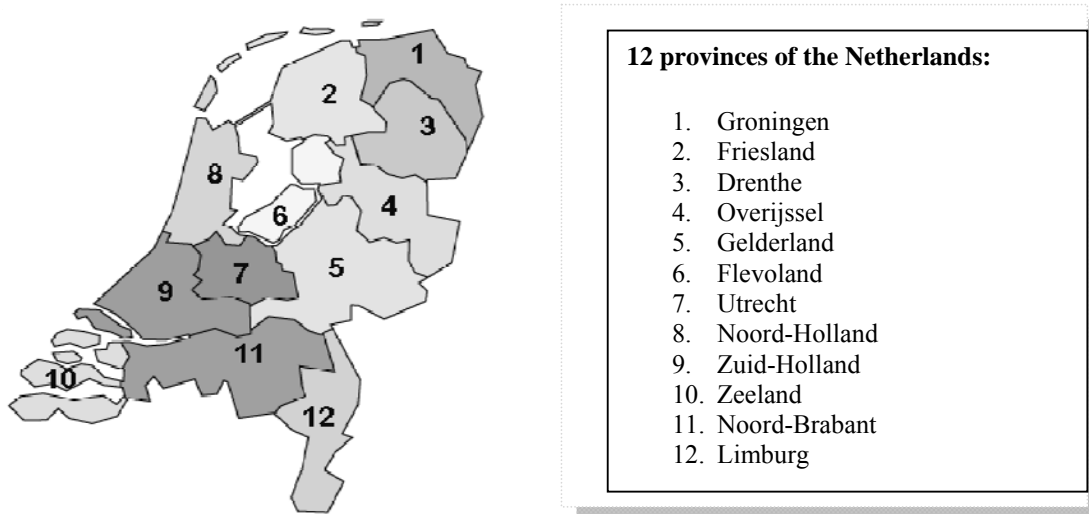 1
2
3
8
6
4
7
5
9
11
10
12
12 provinces of the Netherlands:
1. Groningen
2. Friesland
3. Drenthe
4. Overijssel
5. Gelderland
6. Flevoland
7. Utrecht
8. Noord-Holland
9. Zuid-Holland
10. Zeeland
11. Noord-Brabant
12. Limburg